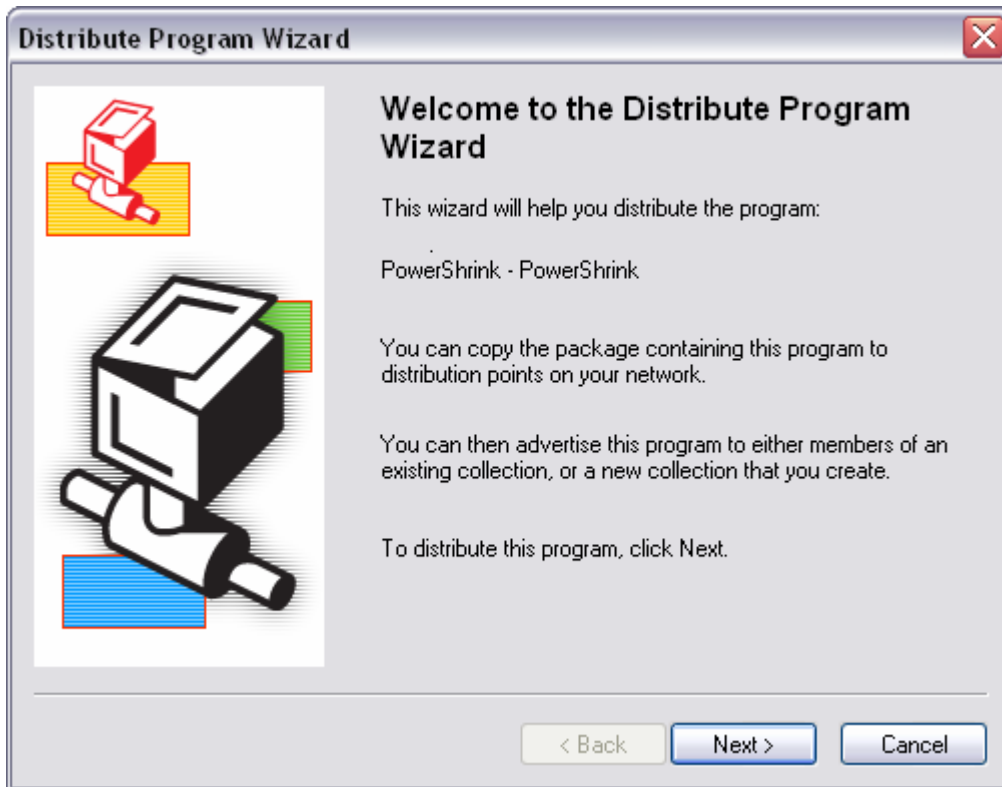 Distribute Program Wizard
Welcome to the Distribute Program
Wizard
This wizard will help you distribute the program:
PowerShrink - PowerShrink
You can copy the package containing this program to
distribution points on your network.
You can then advertise this program to either members of an
existing collection, or a new collection that you create.
To distribute this program, click Next.
< Back
Next >
Cancel